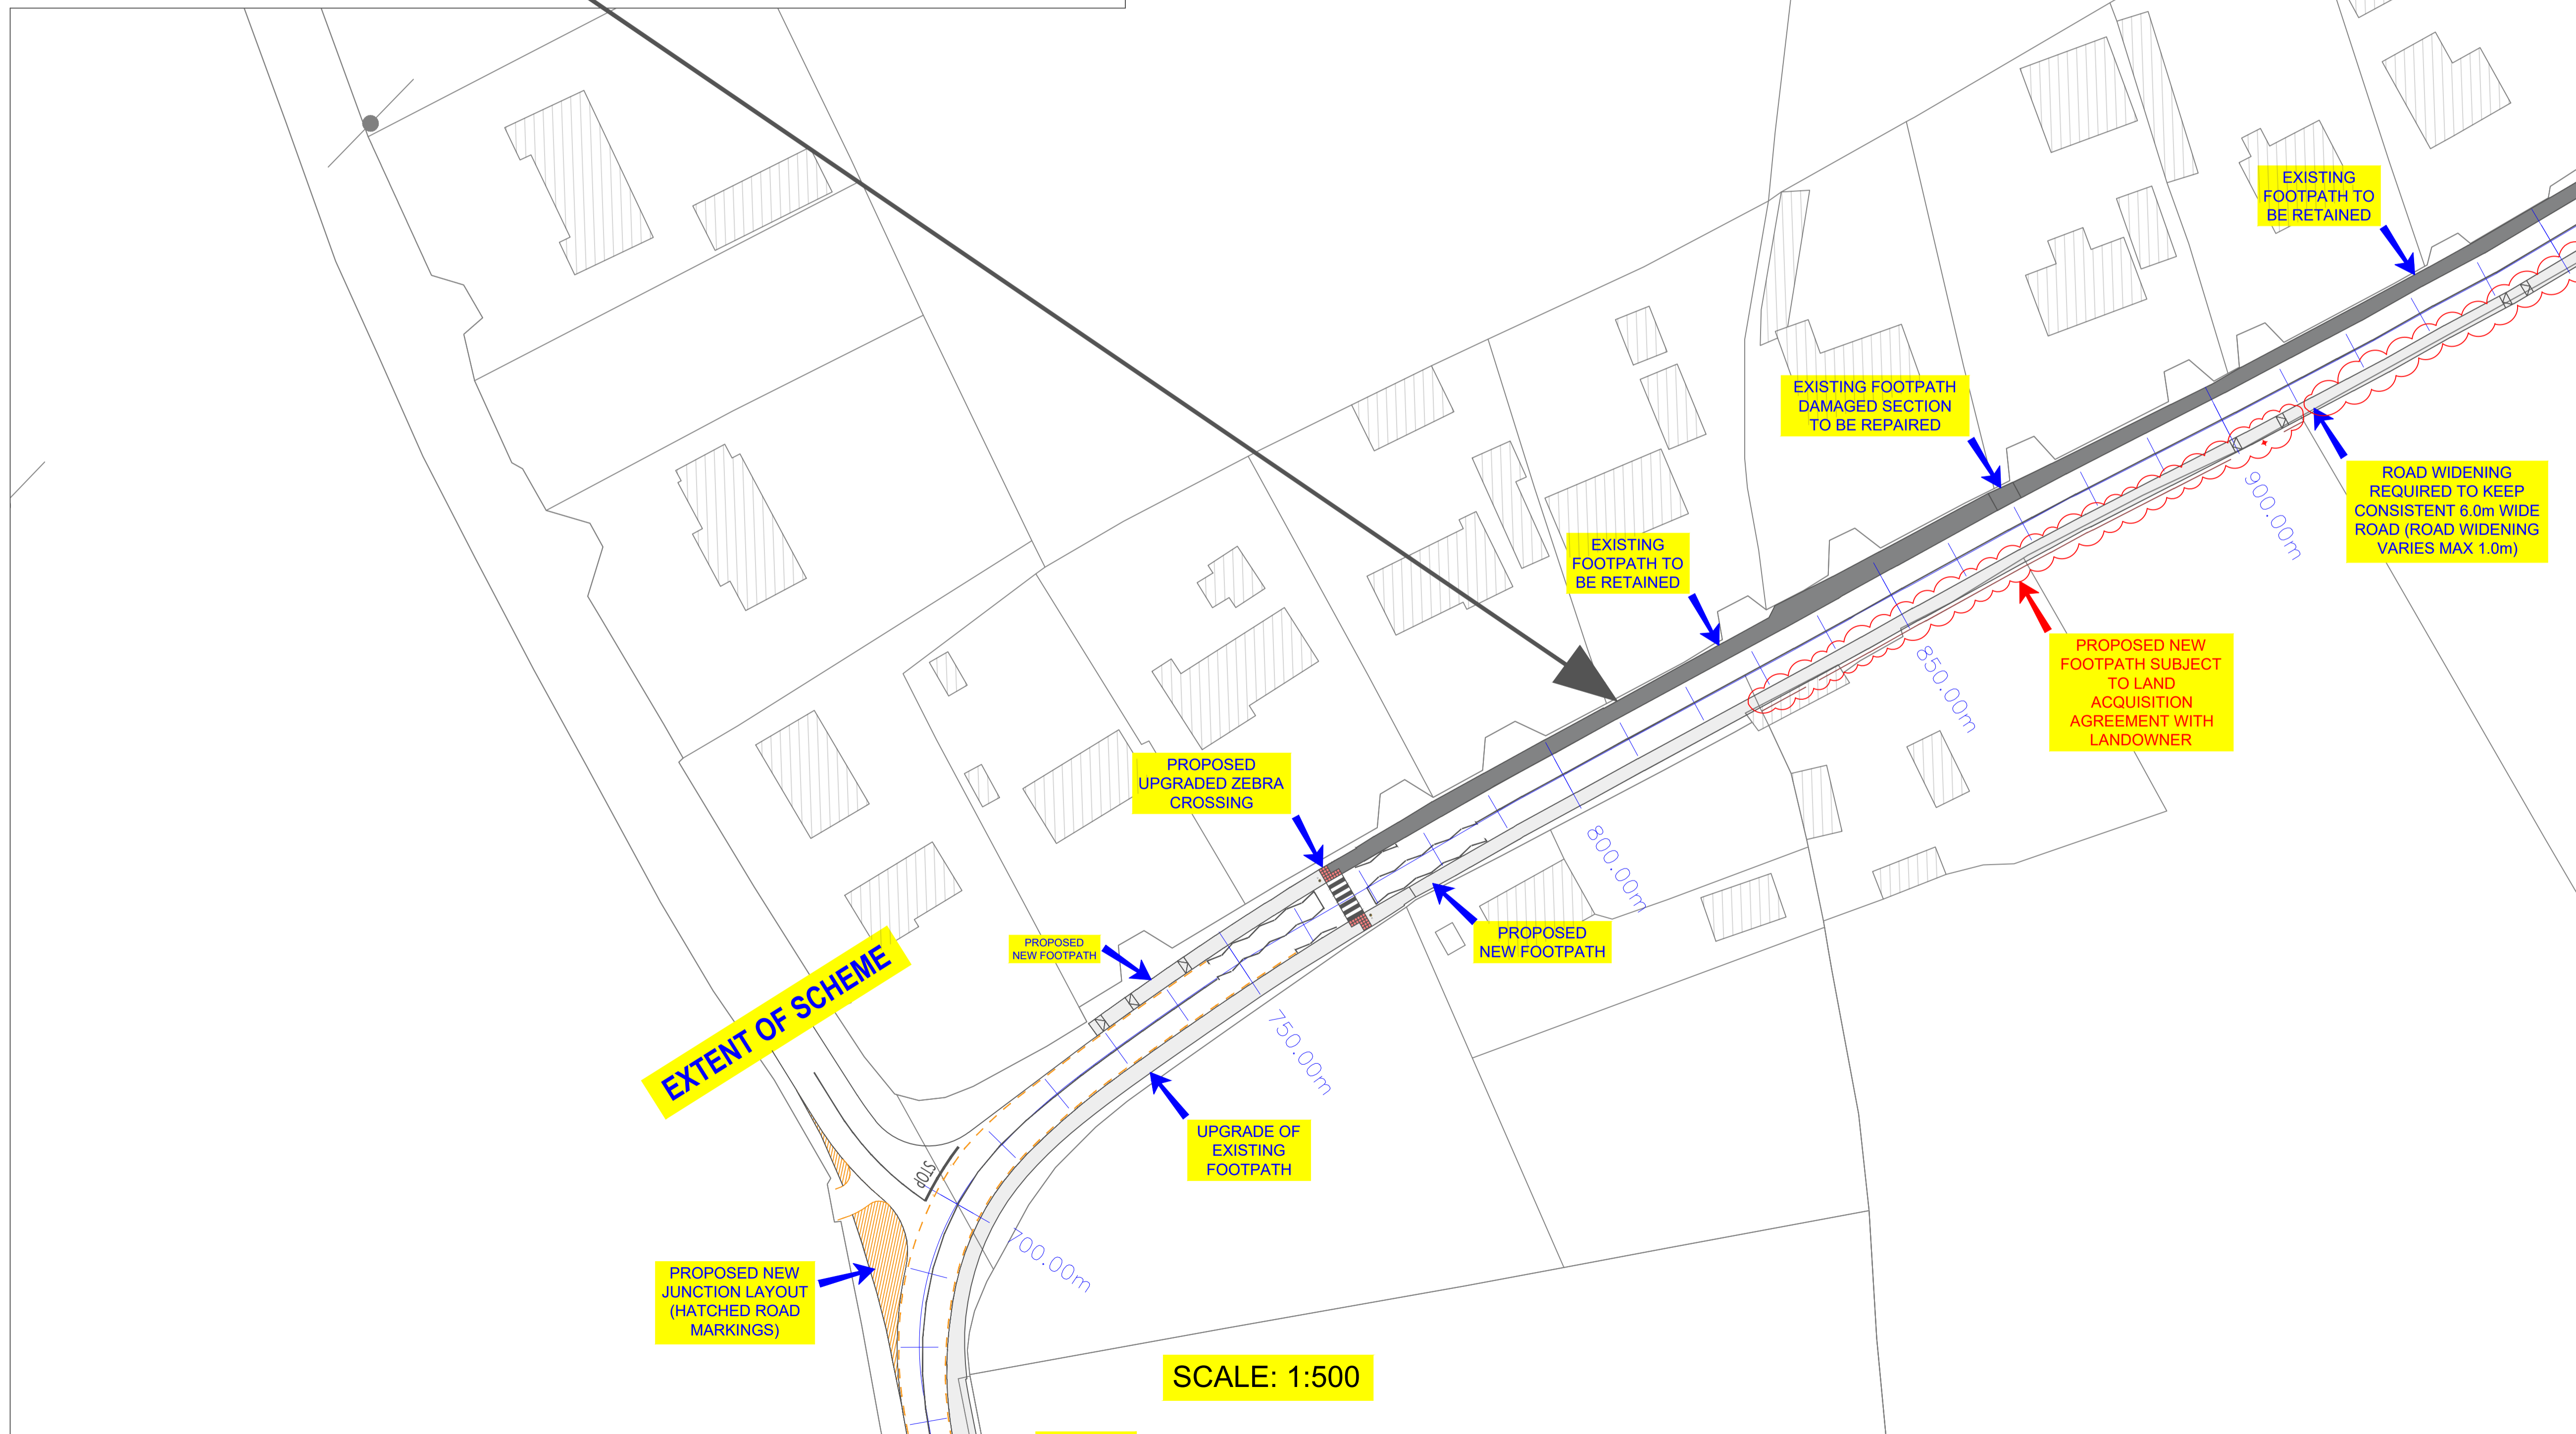 EXISTING
FOOTPATH TO
BE RETAINED
EXISTING FOOTPATH
DAMAGED SECTION
TO BE REPAIRED
ROAD WIDENING
REQUIRED TO KEEP
CONSISTENT 6.0m WIDE
ROAD (ROAD WIDENING
VARIES MAX 1.0m)
900.00m
EXISTING
FOOTPATH TO
BE RETAINED
PROPOSED NEW
FOOTPATH SUBJECT
TO LAND
ACQUISITION
AGREEMENT WITH
LANDOWNER
850.00m
PROPOSED
UPGRADED ZEBRA
CROSSING
800.00m
PROPOSED
NEW FOOTPATH
PROPOSED
NEW FOOTPATH
EXTENT OF SCHEME
750.00m
UPGRADE OF
EXISTING
FOOTPATH
STOP
700.00m
PROPOSED NEW
JUNCTION LAYOUT
(HATCHED ROAD
MARKINGS)
SCALE: 1:500